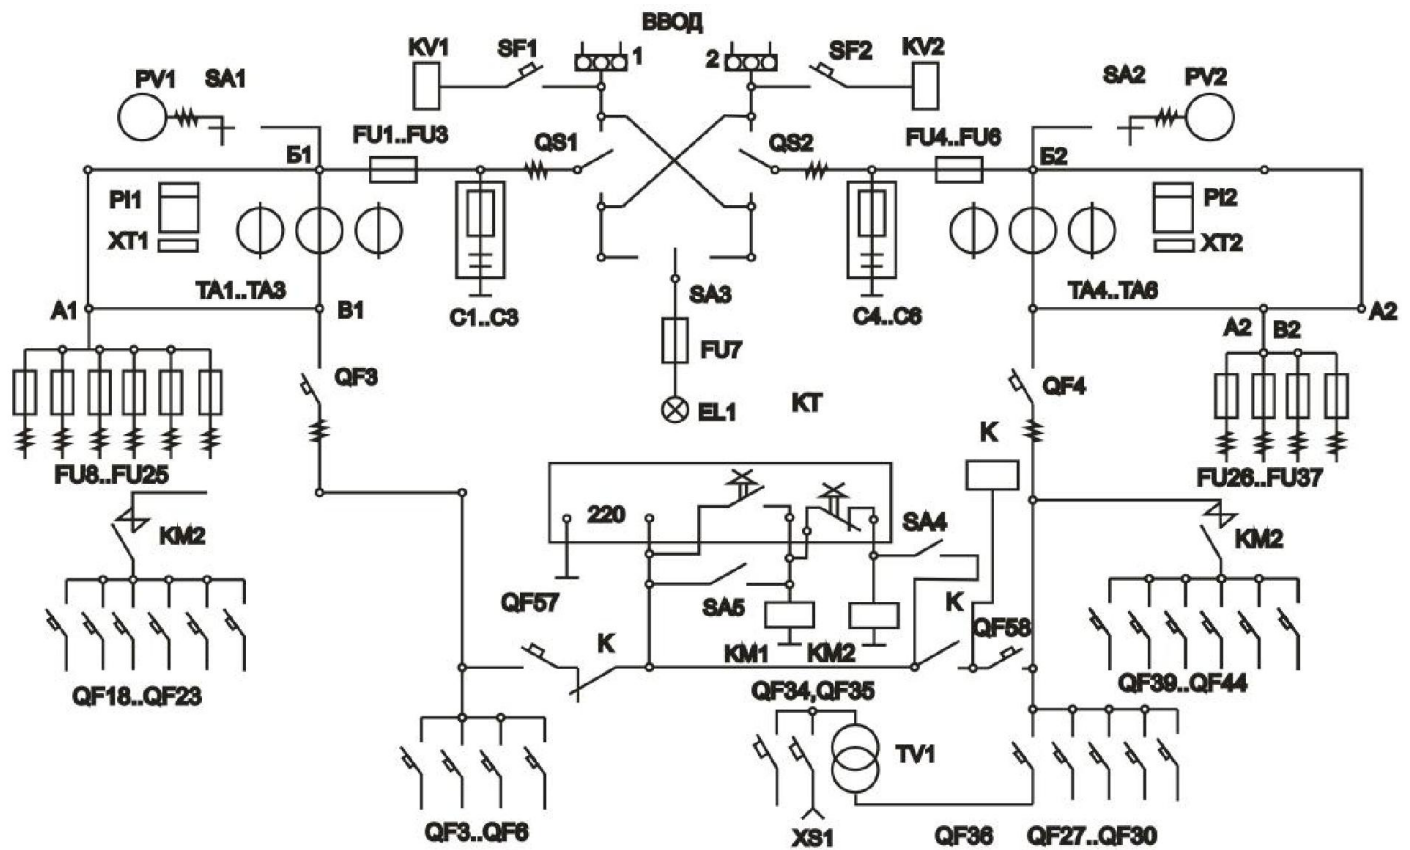 ВВОД
KV1 SF1 1 2 SF2 KV2
PV1 SA1 SA2 PV2
FU1..FU3 QS1 QS2 FU4..FU6
Б1 Б2
PI1 PI2
XT1 XT2
TA1..TA3 SA3 TA4..TA6
A1 B1 C1..C3 C4..C6 A2
A2 B2
FU7
QF3 QF4
EL1 КТ
К
FU8..FU25 FU26..FU37
220 SA4
KM2 KM2
QF57 SA5 К
К QF58
KM1 KM2
QF18..QF23 QF34,QF35 QF39..QF44
TV1
QF3..QF6 XS1 QF36 QF27..QF30